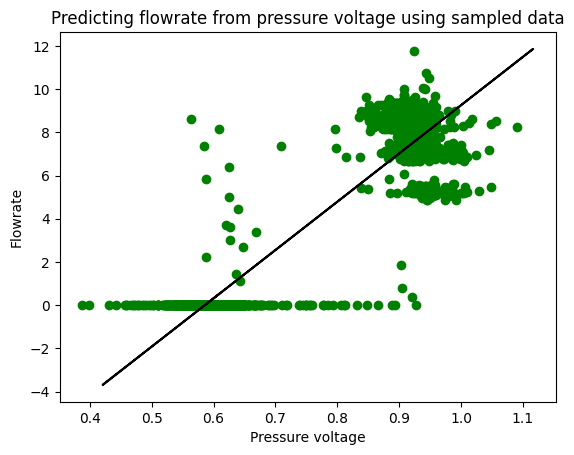 Predicting flowrate from pressure voltage using sampled data
12
10
8
6
4
2
0
−2
−4
Flowrate
0.4 0.5 0.6 0.7 0.8 0.9 1.0 1.1
Pressure voltage